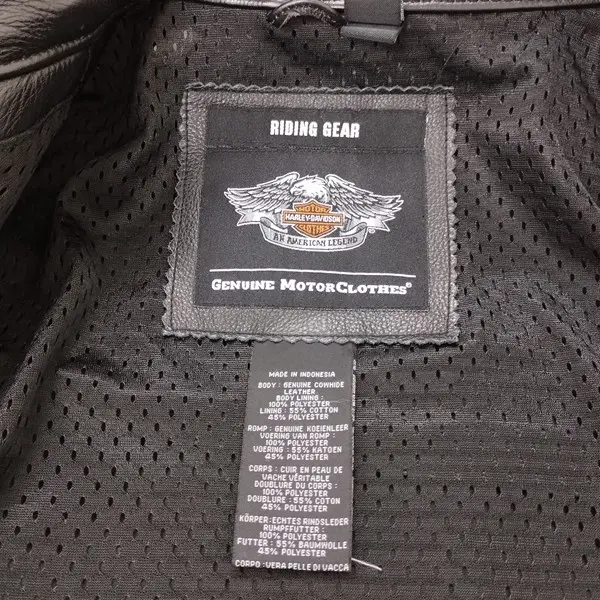 RIDING GEAR
MOTOR
HARLEY-DAVIDSON
CLOTHES
AN AMERICAN LEGEND
GENUINE MOTORCLOTHES®
MADE IN INDONESIA
BODY : GENUINE COWHIDE
LEATHER
BODY LINING :
100% POLYESTER
LINING : 55% COTTON
45% POLYESTER
ROMP : GENUINE KOEIENLEER
VOERING VAN ROMP :
100% POLYESTER
VOERING : 55% KATOEN
45% POLYESTER
CORPS : CUIR EN PEAU DE
VACHE VÉRITABLE
DOUBLURE DU CORPS :
100% POLYESTER
DOUBLURE : 55% COTON
45% POLYESTER
KÖRPER : ECHTES RINDSLEDER
RUMPFFUTTER :
100% POLYESTER
FUTTER : 55% BAUMWOLLE
45% POLYESTER
CORPO : VERA PELLE DI VACCA